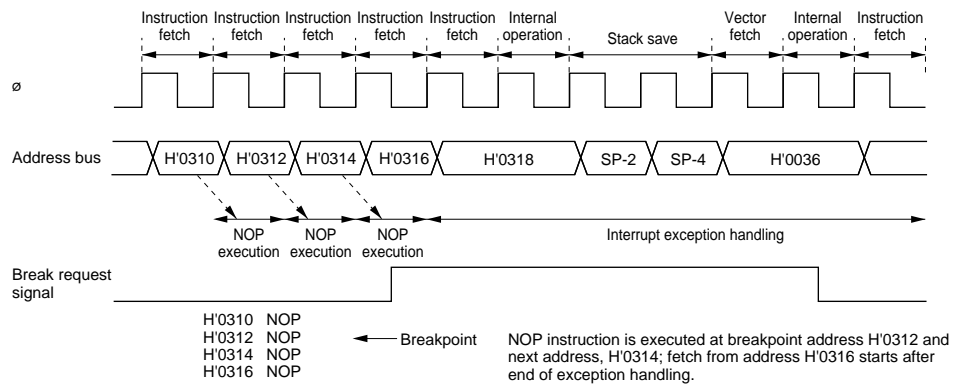 Instruction fetch
Instruction fetch
Instruction fetch
Instruction fetch
Instruction fetch
Internal operation
Stack save
Vector fetch
Internal operation
Instruction fetch
ø
Address bus
H'0310
H'0312
H'0314
H'0316
H'0318
SP-2
SP-4
H'0036
NOP execution
NOP execution
NOP execution
Interrupt exception handling
Break request
signal
H'0310 NOP
H'0312 NOP
H'0314 NOP
H'0316 NOP
Breakpoint
NOP instruction is executed at breakpoint address H'0312 and
next address, H'0314; fetch from address H'0316 starts after
end of exception handling.